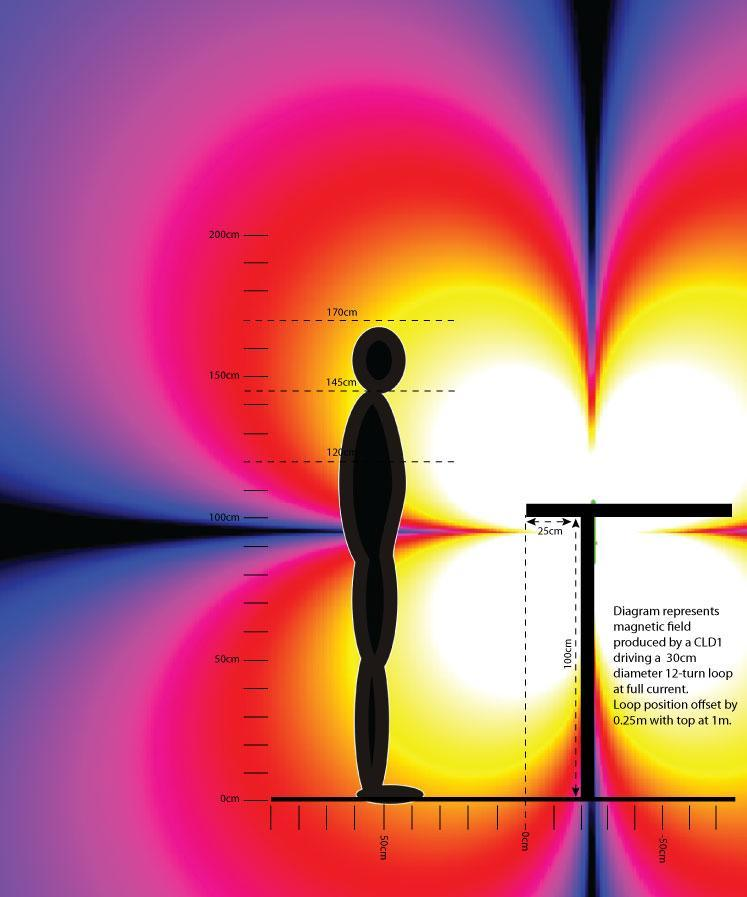 200cm
170cm
150cm
145cm
120cm
100cm
25cm
100cm
50cm
0cm
Diagram represents
magnetic field
produced by a CLD1
driving a 30cm
diameter 12-turn loop
at full current.
Loop position offset by
0.25m with top at 1m.
50cm
0cm
-50cm